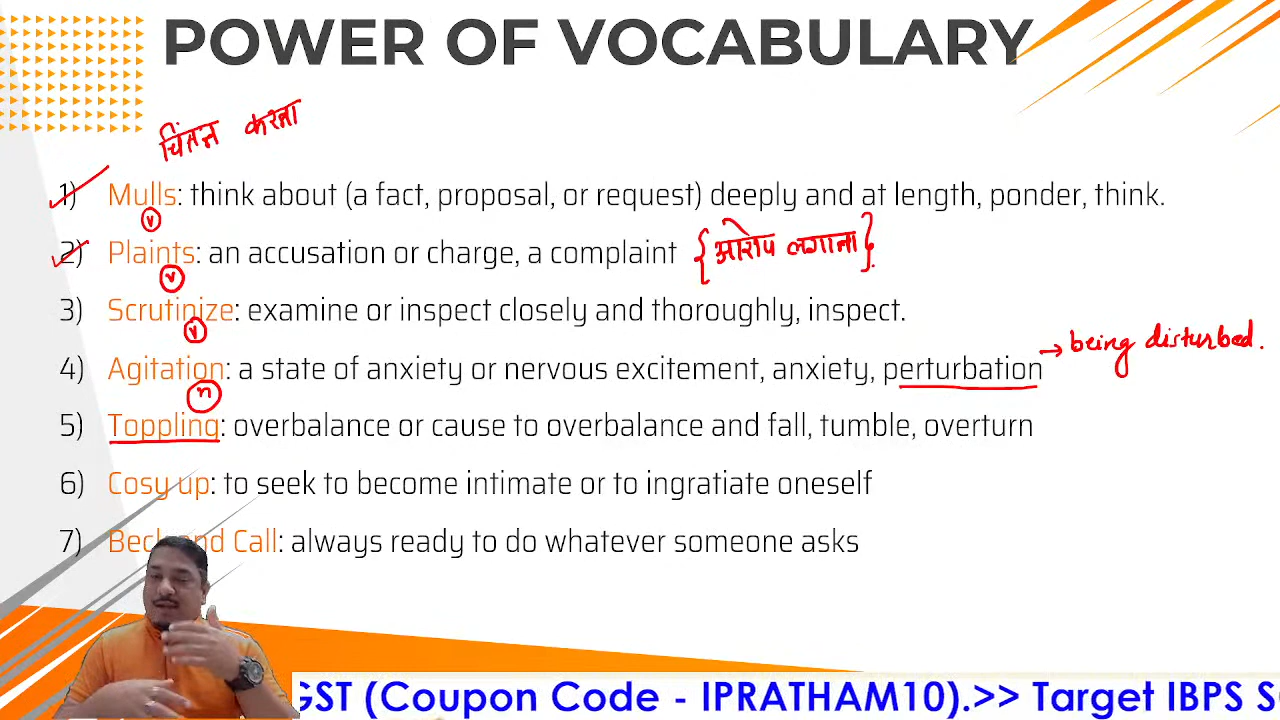 POWER OF VOCABULARY
चिंतन करना
1) Mulls: think about (a fact, proposal, or request) deeply and at length, ponder, think.
v
2) Plaints: an accusation or charge, a complaint {आरोप लगाना}.
v
3) Scrutinize: examine or inspect closely and thoroughly, inspect.
v
4) Agitation: a state of anxiety or nervous excitement, anxiety, perturbation → being disturbed.
n
5) Toppling: overbalance or cause to overbalance and fall, tumble, overturn
6) Cosy up: to seek to become intimate or to ingratiate oneself
7) Beck and Call: always ready to do whatever someone asks
GST (Coupon Code - IPRATHAM10).>> Target IBPS S